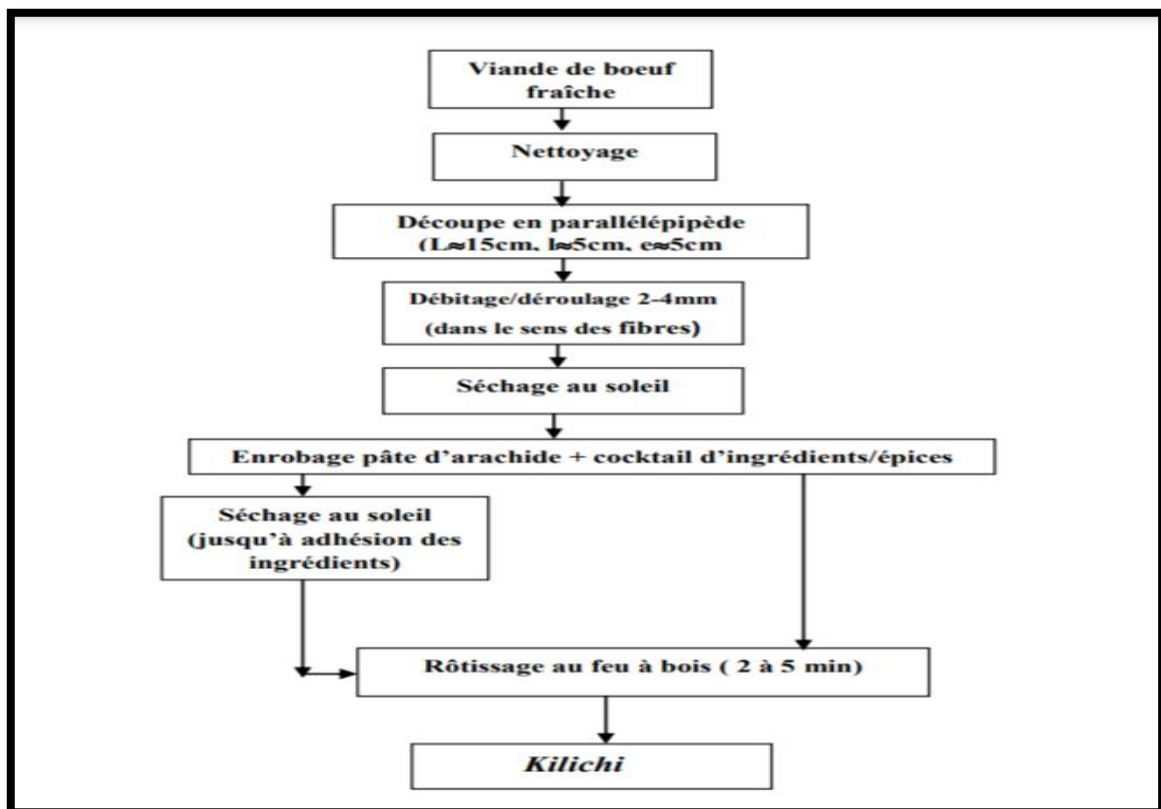 Viande de boeuf
fraîche
Nettoyage
Découpe en parallélépipède
(L≈15cm, l≈5cm, e≈5cm
Débitage/déroulage 2-4mm
(dans le sens des fibres)
Séchage au soleil
Enrobage pâte d'arachide + cocktail d'ingrédients/épices
Séchage au soleil
(jusqu'à adhésion des
ingrédients)
Rôtissage au feu à bois ( 2 à 5 min)
Kilichi